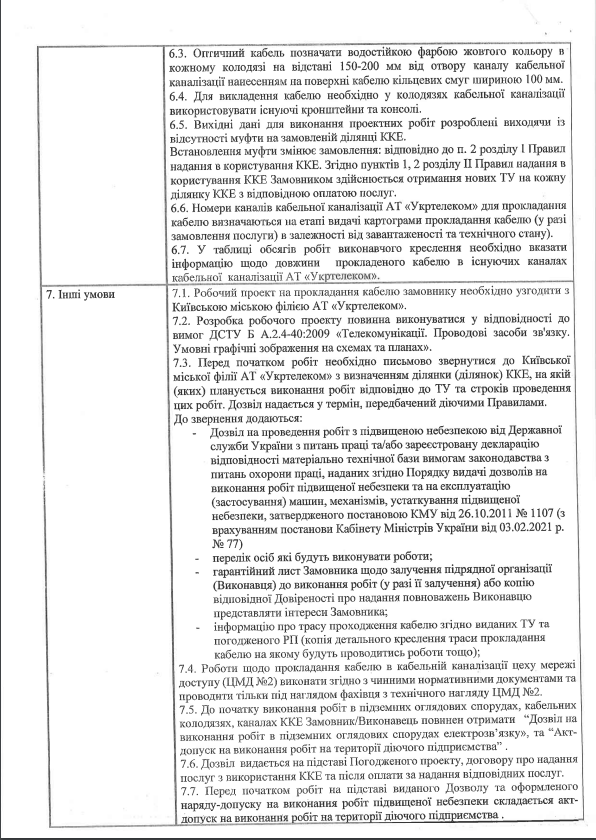 6.3. Оптичний кабель позначати водостійкою фарбою жовтого кольору в
кожному колодязі на відстані 150-200 мм від отвору каналу кабельної
каналізації нанесенням на поверхні кабелю кільцевих смуг шириною 100 мм.
6.4. Для викладення кабелю необхідно у колодязях кабельної каналізації
використовувати існуючі кронштейни та консолі.
6.5. Вихідні дані для виконання проектних робіт розроблені виходячи із
відсутності муфти на замовленій ділянці ККЕ.
Встановлення муфти змінює замовлення: відповідно до п. 2 розділу І Правил
надання в користування ККЕ. Згідно пунктів 1, 2 розділу ІІ Правил надання в
користування ККЕ Замовником здійснюється отримання нових ТУ на кожну
ділянку ККЕ з відповідною оплатою послуг.
6.6. Номери каналів кабельної каналізації АТ «Укртелеком» для прокладання
кабелю визначаються на етапі видачі картограми прокладання кабелю (у разі
замовлення послуги) в залежності від завантаженості та технічного стану).
6.7. У таблиці обсягів робіт виконавчого креслення необхідно вказати
інформацію щодо довжини прокладеного кабелю в існуючих каналах
кабельної каналізації АТ «Укртелеком».
7. Інші умови
7.1. Робочий проект на прокладання кабелю замовнику необхідно узгодити з
Київською міською філією АТ «Укртелеком».
7.2. Розробка робочого проекту повинна виконуватися у відповідності до
вимог ДСТУ Б А.2.4-40:2009 «Телекомунікації. Проводові засоби зв'язку.
Умовні графічні зображення на схемах та планах».
7.3. Перед початком робіт необхідно письмово звернутися до Київської
міської філії АТ «Укртелеком» з визначенням ділянки (ділянок) ККЕ, на якій
(яких) планується виконання робіт відповідно до ТУ та строків проведення
цих робіт. Дозвіл надається у термін, передбачений діючими Правилами.
До звернення додаються:
- Дозвіл на проведення робіт з підвищеною небезпекою від Державної
служби України з питань праці та/або зареєстровану декларацію
відповідності матеріально технічної бази вимогам законодавства з
питань охорони праці, наданих згідно Порядку видачі дозволів на
виконання робіт підвищеної небезпеки та на експлуатацію
(застосування) машин, механізмів, устаткування підвищеної
небезпеки, затвердженого постановою КМУ від 26.10.2011 № 1107 (з
врахуванням постанови Кабінету Міністрів України від 03.02.2021 р.
№ 77)
- перелік осіб які будуть виконувати роботи;
- гарантійний лист Замовника щодо залучення підрядної організації
(Виконавця) до виконання робіт (у разі її залучення) або копію
відповідної Довіреності про надання повноважень Виконавцю
представляти інтереси Замовника;
- інформацію про трасу проходження кабелю згідно виданих ТУ та
погодженого РП (копія детального креслення траси прокладання
кабелю на якому будуть проводитись роботи тощо);
7.4. Роботи щодо прокладання кабелю в кабельній каналізації цеху мережі
доступу (ЦМД №2) виконати згідно з чинними нормативними документами та
проводити тільки під наглядом фахівця з технічного нагляду ЦМД №2.
7.5. До початку виконання робіт в підземних оглядових спорудах, кабельних
колодязях, каналах ККЕ Замовник/Виконавець повинен отримати “Дозвіл на
виконання робіт в підземних оглядових спорудах електрозв’язку», та “Акт-
допуск на виконання робіт на території діючого підприємства” .
7.6. Дозвіл видається на підставі Погодженого проекту, договору про надання
послуг з використання ККЕ та після оплати за надання відповідних послуг.
7.7. Перед початком робіт на підставі виданого Дозволу та оформленого
наряду-допуску на виконання робіт підвищеної небезпеки складається акт-
допуск на виконання робіт на території діючого підприємства .